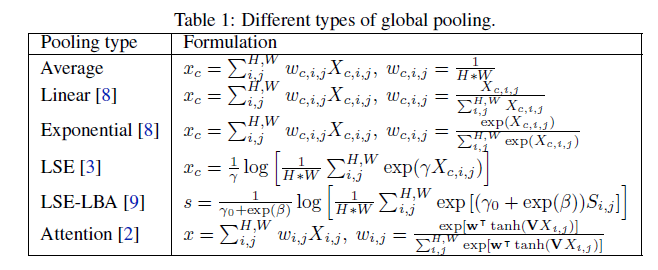 Table 1: Different types of global pooling.
Pooling type Formulation
Average $x_c = \sum_{i,j}^{H,W} w_{c,i,j} X_{c,i,j},\ w_{c,i,j} = \frac{1}{H*W}$
Linear [8] $x_c = \sum_{i,j}^{H,W} w_{c,i,j} X_{c,i,j},\ w_{c,i,j} = \frac{X_{c,i,j}}{\sum_{i,j}^{H,W} X_{c,i,j}}$
Exponential [8] $x_c = \sum_{i,j}^{H,W} w_{c,i,j} X_{c,i,j},\ w_{c,i,j} = \frac{\exp(X_{c,i,j})}{\sum_{i,j}^{H,W} \exp(X_{c,i,j})}$
LSE [3] $x_c = \frac{1}{\gamma} \log \left[ \frac{1}{H*W} \sum_{i,j}^{H,W} \exp(\gamma X_{c,i,j}) \right]$
LSE-LBA [9] $s = \frac{1}{\gamma_0 + \exp(\beta)} \log \left[ \frac{1}{H*W} \sum_{i,j}^{H,W} \exp\left[(\gamma_0 + \exp(\beta)) S_{i,j}\right] \right]$
Attention [2] $x = \sum_{i,j}^{H,W} w_{i,j} X_{i,j},\ w_{i,j} = \frac{\exp[\mathbf{w}^\intercal \tanh(\mathbf{V} X_{i,j})]}{\sum_{i,j}^{H,W} \exp[\mathbf{w}^\intercal \tanh(\mathbf{V} X_{i,j})]}$